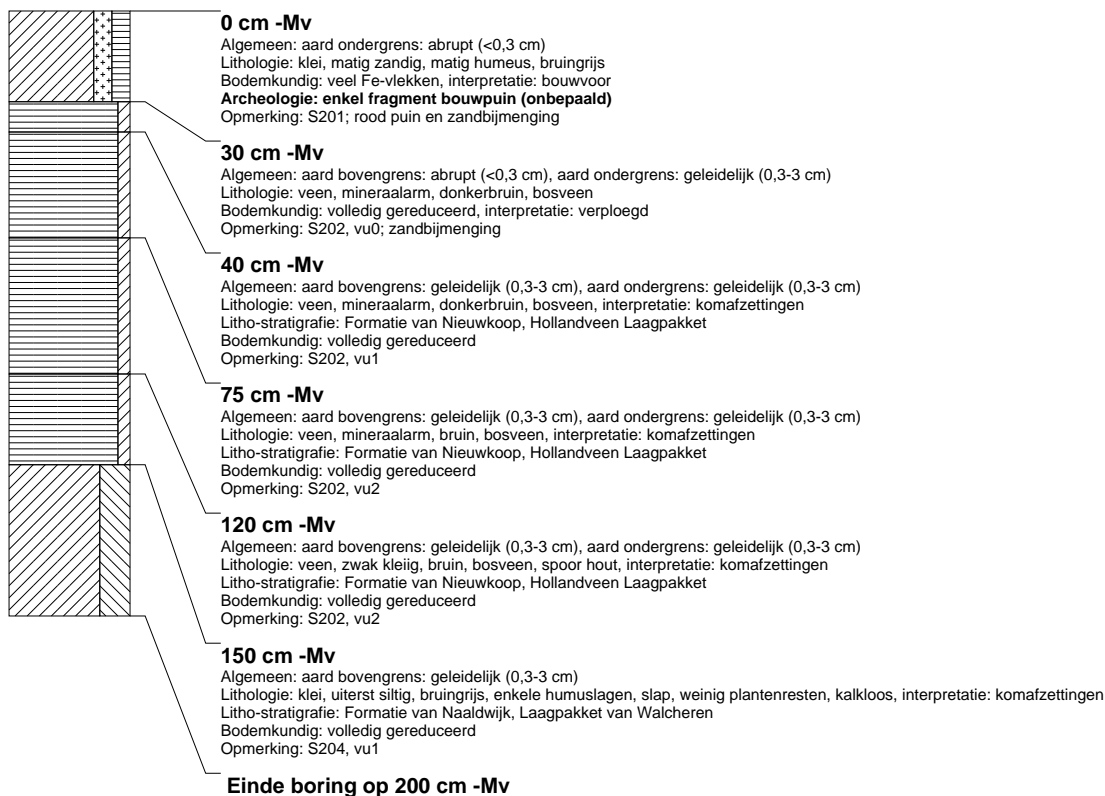 0 cm -Mv
Algemeen: aard ondergrens: abrupt (<0,3 cm)
Lithologie: klei, matig zandig, matig humeus, bruingrijs
Bodemkundig: veel Fe-vlekken, interpretatie: bouwvoor
Archeologie: enkel fragment bouwpuin (onbepaald)
Opmerking: S201; rood puin en zandbijmenging
30 cm -Mv
Algemeen: aard bovengrens: abrupt (<0,3 cm), aard ondergrens: geleidelijk (0,3-3 cm)
Lithologie: veen, mineraalarm, donkerbruin, bosveen
Bodemkundig: volledig gereduceerd, interpretatie: verploegd
Opmerking: S202, vu0; zandbijmenging
40 cm -Mv
Algemeen: aard bovengrens: geleidelijk (0,3-3 cm), aard ondergrens: geleidelijk (0,3-3 cm)
Lithologie: veen, mineraalarm, donkerbruin, bosveen, interpretatie: komafzettingen
Litho-stratigrafie: Formatie van Nieuwkoop, Hollandveen Laagpakket
Bodemkundig: volledig gereduceerd
Opmerking: S202, vu1
75 cm -Mv
Algemeen: aard bovengrens: geleidelijk (0,3-3 cm), aard ondergrens: geleidelijk (0,3-3 cm)
Lithologie: veen, mineraalarm, bruin, bosveen, interpretatie: komafzettingen
Litho-stratigrafie: Formatie van Nieuwkoop, Hollandveen Laagpakket
Bodemkundig: volledig gereduceerd
Opmerking: S202, vu2
120 cm -Mv
Algemeen: aard bovengrens: geleidelijk (0,3-3 cm), aard ondergrens: geleidelijk (0,3-3 cm)
Lithologie: veen, zwak kleiig, bruin, bosveen, spoor hout, interpretatie: komafzettingen
Litho-stratigrafie: Formatie van Nieuwkoop, Hollandveen Laagpakket
Bodemkundig: volledig gereduceerd
Opmerking: S202, vu2
150 cm -Mv
Algemeen: aard bovengrens: geleidelijk (0,3-3 cm)
Lithologie: klei, uiterst siltig, bruingrijs, enkele humuslagen, slap, weinig plantenresten, kalkloos, interpretatie: komafzettingen
Litho-stratigrafie: Formatie van Naaldwijk, Laagpakket van Walcheren
Bodemkundig: volledig gereduceerd
Opmerking: S204, vu1
Einde boring op 200 cm -Mv